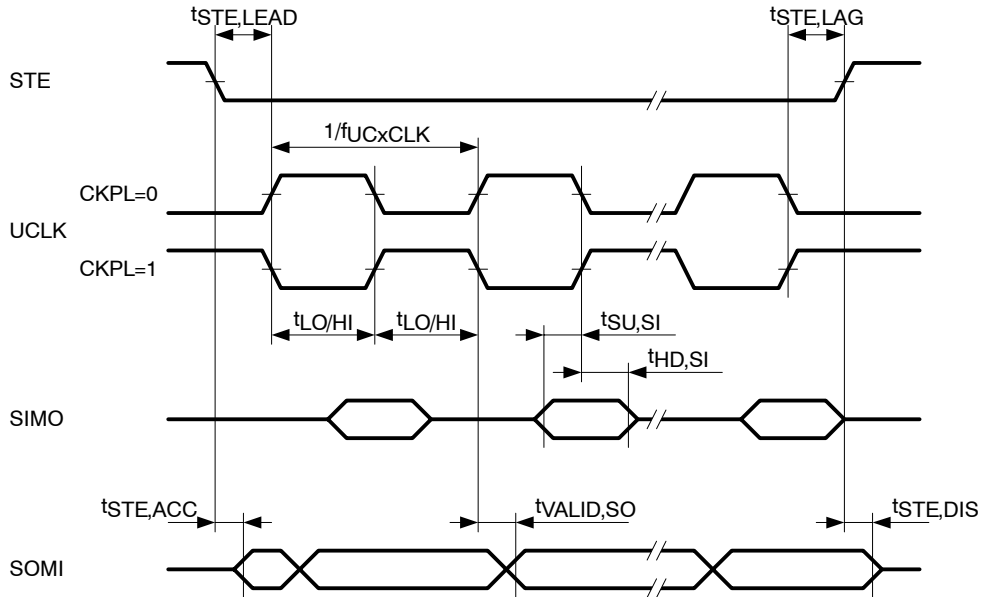 tSTE,LEAD
tSTE,LAG
STE
1/fUCxCLK
CKPL=0
UCLK
CKPL=1
tLO/HI
tLO/HI
tSU,SI
tHD,SI
SIMO
tSTE,ACC
tVALID,SO
tSTE,DIS
SOMI